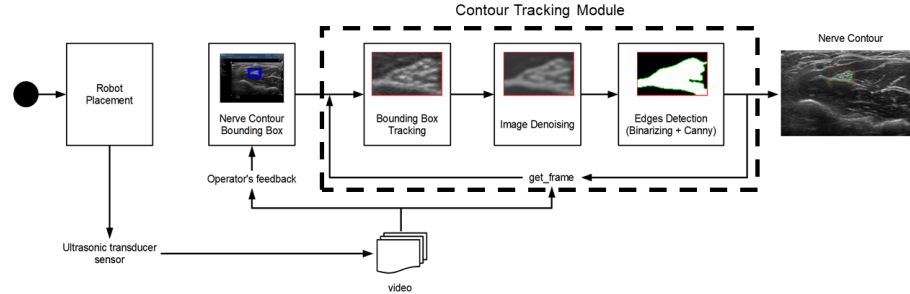 Contour Tracking Module
Nerve Contour
Robot
Placement
Nerve Contour
Bounding Box
Bounding Box
Tracking
Image Denoising
Edges Detection
(Binarizing + Canny)
Operator's feedback
get_frame
Ultrasonic transducer
sensor
video